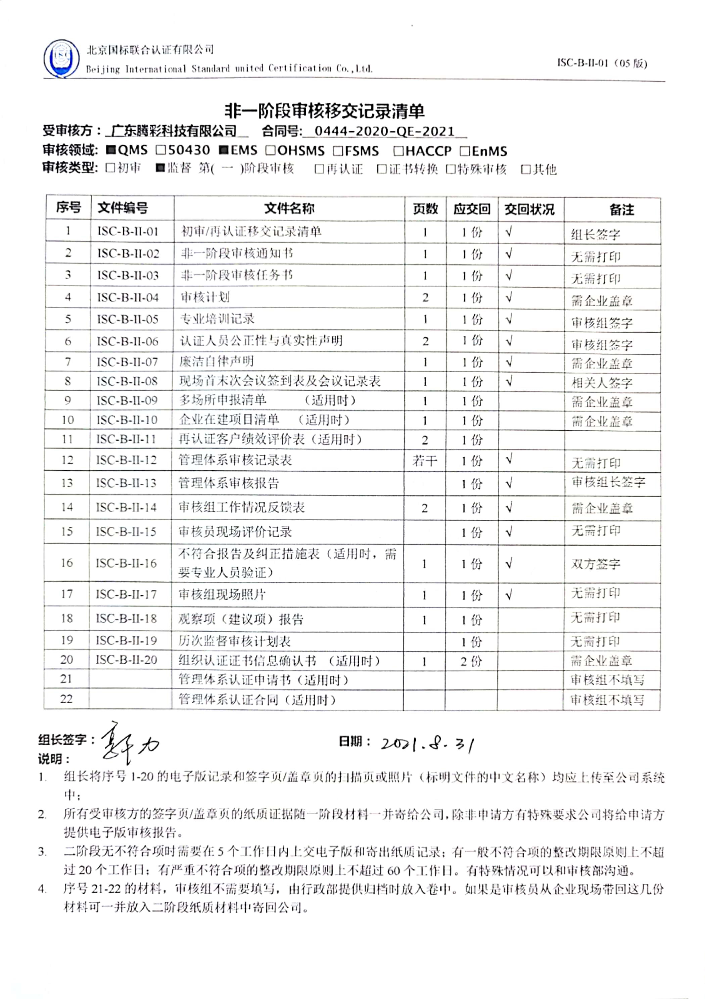 北京国标联合认证有限公司
Beijing International Standard united Certification Co.,Ltd.
ISC-B-II-01（05 版）
非一阶段审核移交记录清单
受审核方： 广东腾彩科技有限公司 合同号: 0444-2020-QE-2021
审核领域: ■QMS □50430 ■EMS □OHSMS □FSMS □HACCP □EnMS
审核类型: □初审 ■监督 第( 一 )阶段审核 □再认证 □证书转换 □特殊审核 □其他
序号 文件编号 文件名称 页数 应交回 交回状况 备注
1 ISC-B-II-01 初审/再认证移交记录清单 1 1 份 √ 组长签字
2 ISC-B-II-02 非一阶段审核通知书 1 1 份 √ 无需打印
3 ISC-B-II-03 非一阶段审核任务书 1 1 份 √ 无需打印
4 ISC-B-II-04 审核计划 2 1 份 √ 需企业盖章
5 ISC-B-II-05 专业培训记录 1 1 份 √ 审核组签字
6 ISC-B-II-06 认证人员公正性与真实性声明 2 1 份 √ 审核组签字
7 ISC-B-II-07 廉洁自律声明 1 1 份 √ 需企业盖章
8 ISC-B-II-08 现场首末次会议签到表及会议记录表 1 1 份 √ 相关人签字
9 ISC-B-II-09 多场所申报清单 （适用时） 1 1 份 需企业盖章
10 ISC-B-II-10 企业在建项目清单 （适用时） 1 1 份 需企业盖章
11 ISC-B-II-11 再认证客户绩效评价表（适用时） 2 1 份
12 ISC-B-II-12 管理体系审核记录表 若干 1 份 √ 无需打印
13 ISC-B-II-13 管理体系审核报告 1 份 √ 审核组长签字
14 ISC-B-II-14 审核组工作情况反馈表 2 1 份 √ 需企业盖章
15 ISC-B-II-15 审核员现场评价记录 1 份 √ 无需打印
16 ISC-B-II-16 不符合报告及纠正措施表（适用时，需
要专业人员验证） 1 1 份 √ 双方签字
17 ISC-B-II-17 审核组现场照片 1 1 份 √ 无需打印
18 ISC-B-II-18 观察项（建议项）报告 1 1 份 无需打印
19 ISC-B-II-19 历次监督审核计划表 1 份 无需打印
20 ISC-B-II-20 组织认证证书信息确认书 （适用时） 1 2 份 需企业盖章
21 管理体系认证申请书（适用时） 审核组不填写
22 管理体系认证合同（适用时） 审核组不填写
组长签字： 力 日期： 2021.8.31
说明：
1. 组长将序号 1-20 的电子版记录和签字页/盖章页的扫描页或照片（标明文件的中文名称）均应上传至公司系统
中；
2. 所有受审核方的签字页/盖章页的纸质证据随一阶段材料一并寄给公司，除非申请方有特殊要求公司将给申请方
提供电子版审核报告。
3. 二阶段无不符合项时需要在 5 个工作日内上交电子版和寄出纸质记录；有一般不符合项的整改期限原则上不超
过 20 个工作日；有严重不符合项的整改期限原则上不超过 60 个工作日。有特殊情况可以和审核部沟通。
4. 序号 21-22 的材料，审核组不需要填写，由行政部提供归档时放入卷中。如果是审核员从企业现场带回这几份
材料可一并放入二阶段纸质材料中寄回公司。